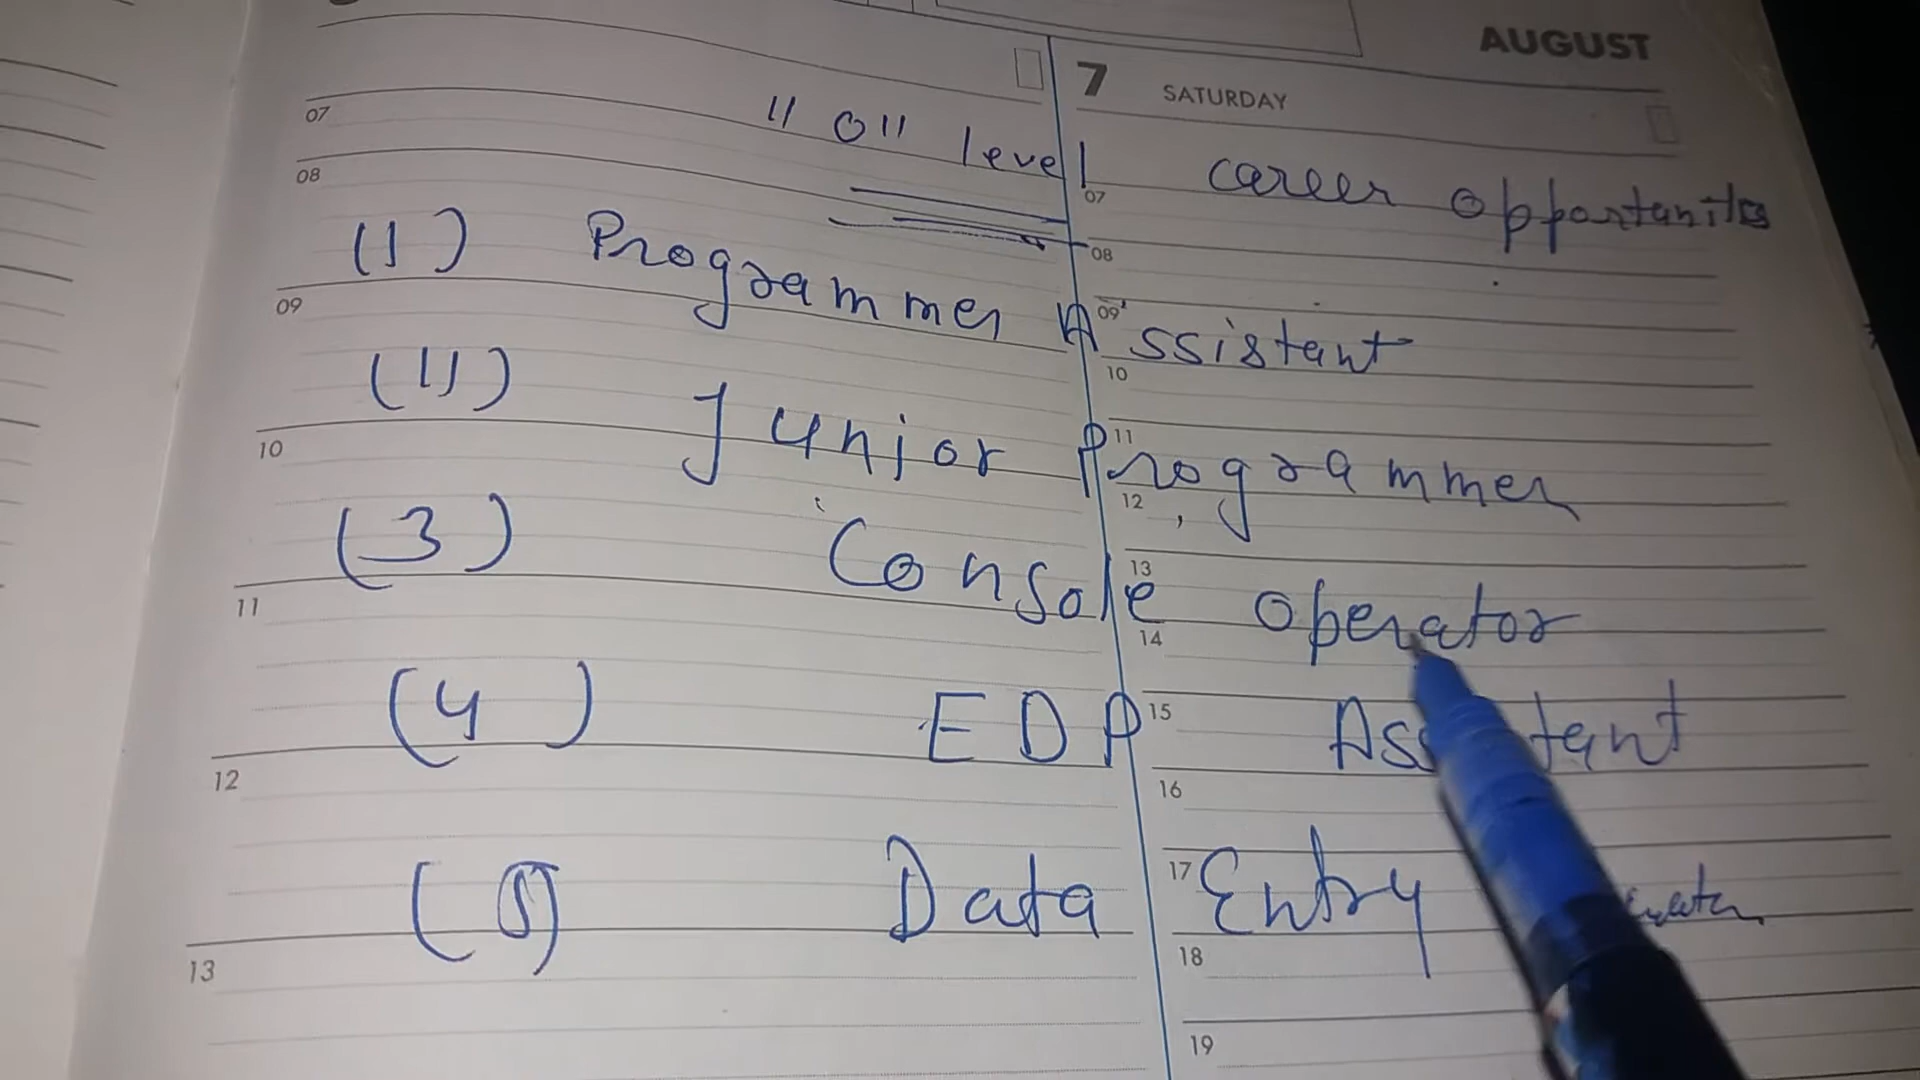 AUGUST
7 SATURDAY
"O" level career opportunites
(1) Programmer Assistant
(11) Junior Programmer
(3) Console operator
(4) EDP
(5) Data Entry
07
08
09
10
11
12
13
07
08
09
10
11
12
13
14
15
16
17
18
19